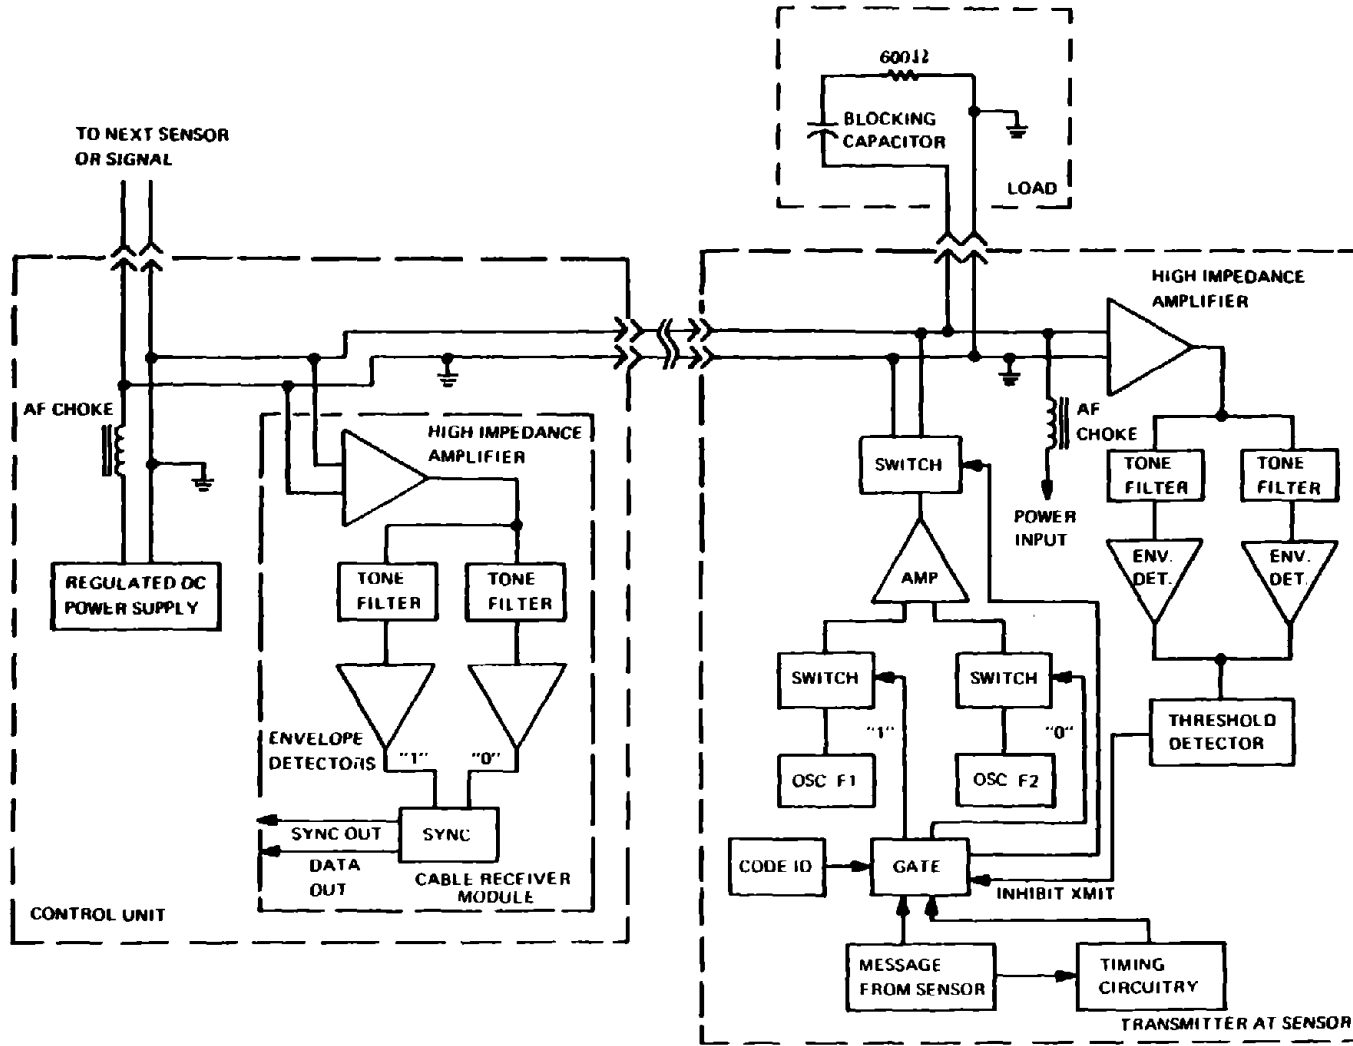 600Ω
BLOCKING
CAPACITOR
LOAD
TO NEXT SENSOR
OR SIGNAL
HIGH IMPEDANCE
AMPLIFIER
AF CHOKE
HIGH IMPEDANCE
AMPLIFIER
AF
CHOKE
SWITCH
TONE
FILTER
TONE
FILTER
POWER
INPUT
ENV.
DET.
ENV.
DET.
AMP
REGULATED DC
POWER SUPPLY
TONE
FILTER
TONE
FILTER
SWITCH
SWITCH
"1"
"0"
THRESHOLD
DETECTOR
ENVELOPE
DETECTORS
"1"
"0"
OSC F1
OSC F2
SYNC OUT
SYNC
DATA
OUT
CABLE RECEIVER
MODULE
CODE ID
GATE
INHIBIT XMIT
CONTROL UNIT
MESSAGE
FROM SENSOR
TIMING
CIRCUITRY
TRANSMITTER AT SENSOR